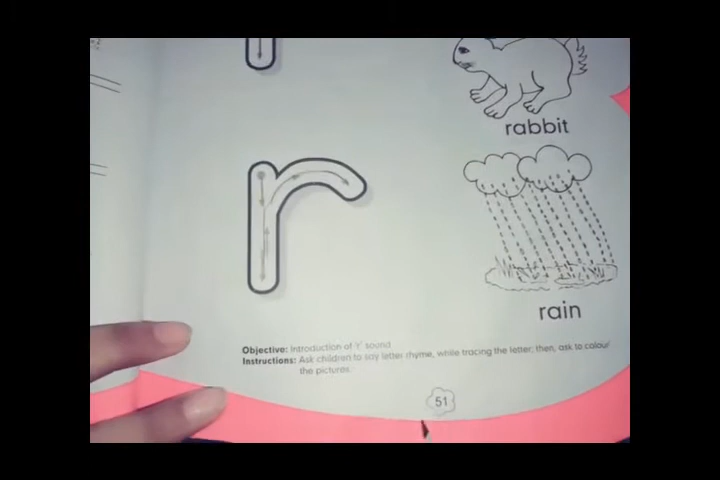 rabbit
r
rain
Objective: Introduction of 'r' sound
Instructions: Ask children to say letter rhyme, while tracing the letter, then, ask to colour
the pictures.
51